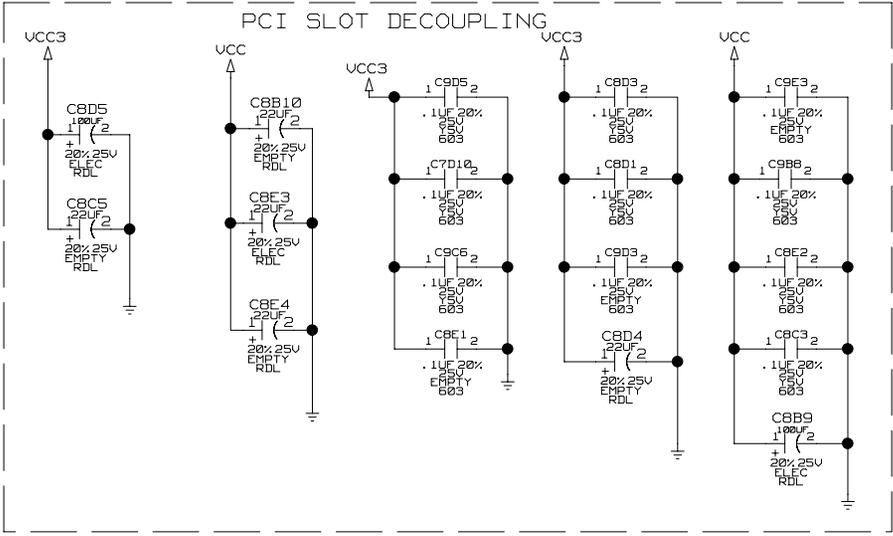 PCI SLOT DECOUPLING
VCC3
C8D5
100UF
1 2
+
20% 25V
ELEC
RDL
C8C5
22UF
1 2
+
20% 25V
EMPTY
RDL
VCC
C8B10
22UF
1 2
+
20% 25V
EMPTY
RDL
C8E3
22UF
1 2
+
20% 25V
ELEC
RDL
C8E4
22UF
1 2
+
20% 25V
EMPTY
RDL
VCC3
C9D5
1 2
.1UF 20%
25V
Y5V
603
C7D10
1 2
.1UF 20%
25V
Y5V
603
C9C6
1 2
.1UF 20%
25V
Y5V
603
C8E1
1 2
.1UF 20%
25V
EMPTY
603
VCC3
C8D3
1 2
.1UF 20%
25V
Y5V
603
C8D1
1 2
.1UF 20%
25V
Y5V
603
C9D3
1 2
.1UF 20%
25V
EMPTY
603
C8D4
22UF
1 2
+
20% 25V
EMPTY
RDL
VCC
C9E3
1 2
.1UF 20%
25V
EMPTY
603
C9B8
1 2
.1UF 20%
25V
Y5V
603
C8E2
1 2
.1UF 20%
25V
Y5V
603
C8C3
1 2
.1UF 20%
25V
Y5V
603
C8B9
100UF
1 2
+
20% 25V
ELEC
RDL